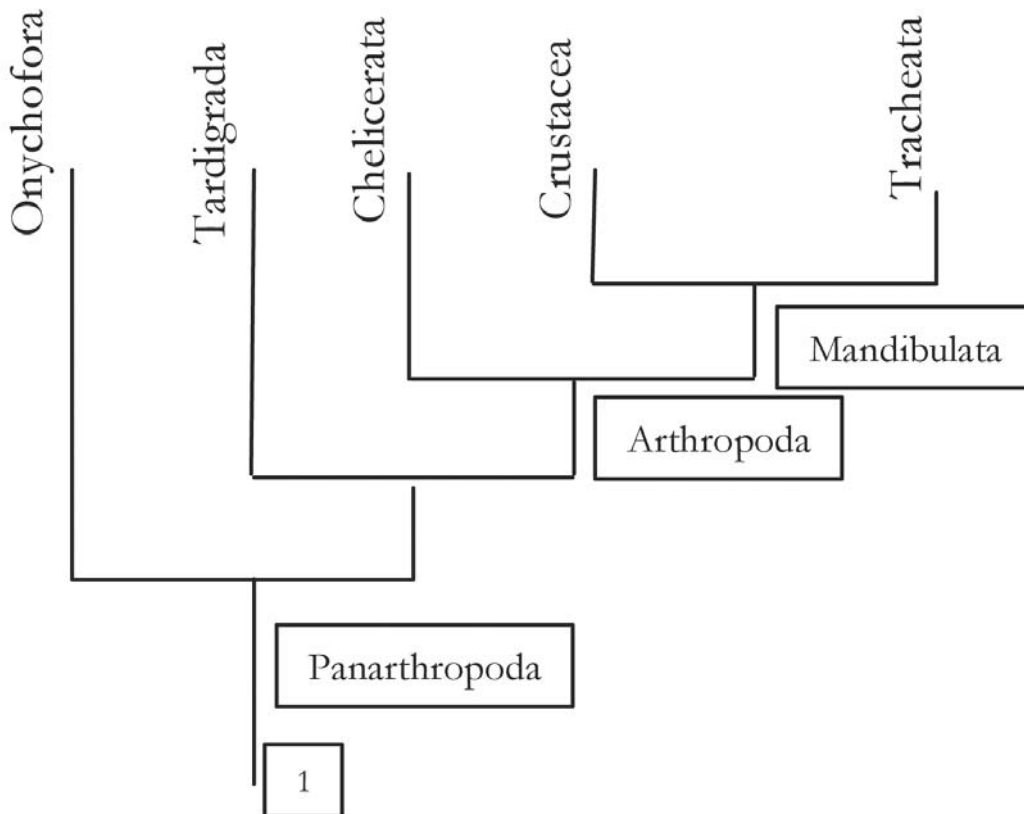 Onychofora
Tardigrada
Chelicerata
Crustacea
Tracheata
Mandibulata
Arthropoda
Panarthropoda
1